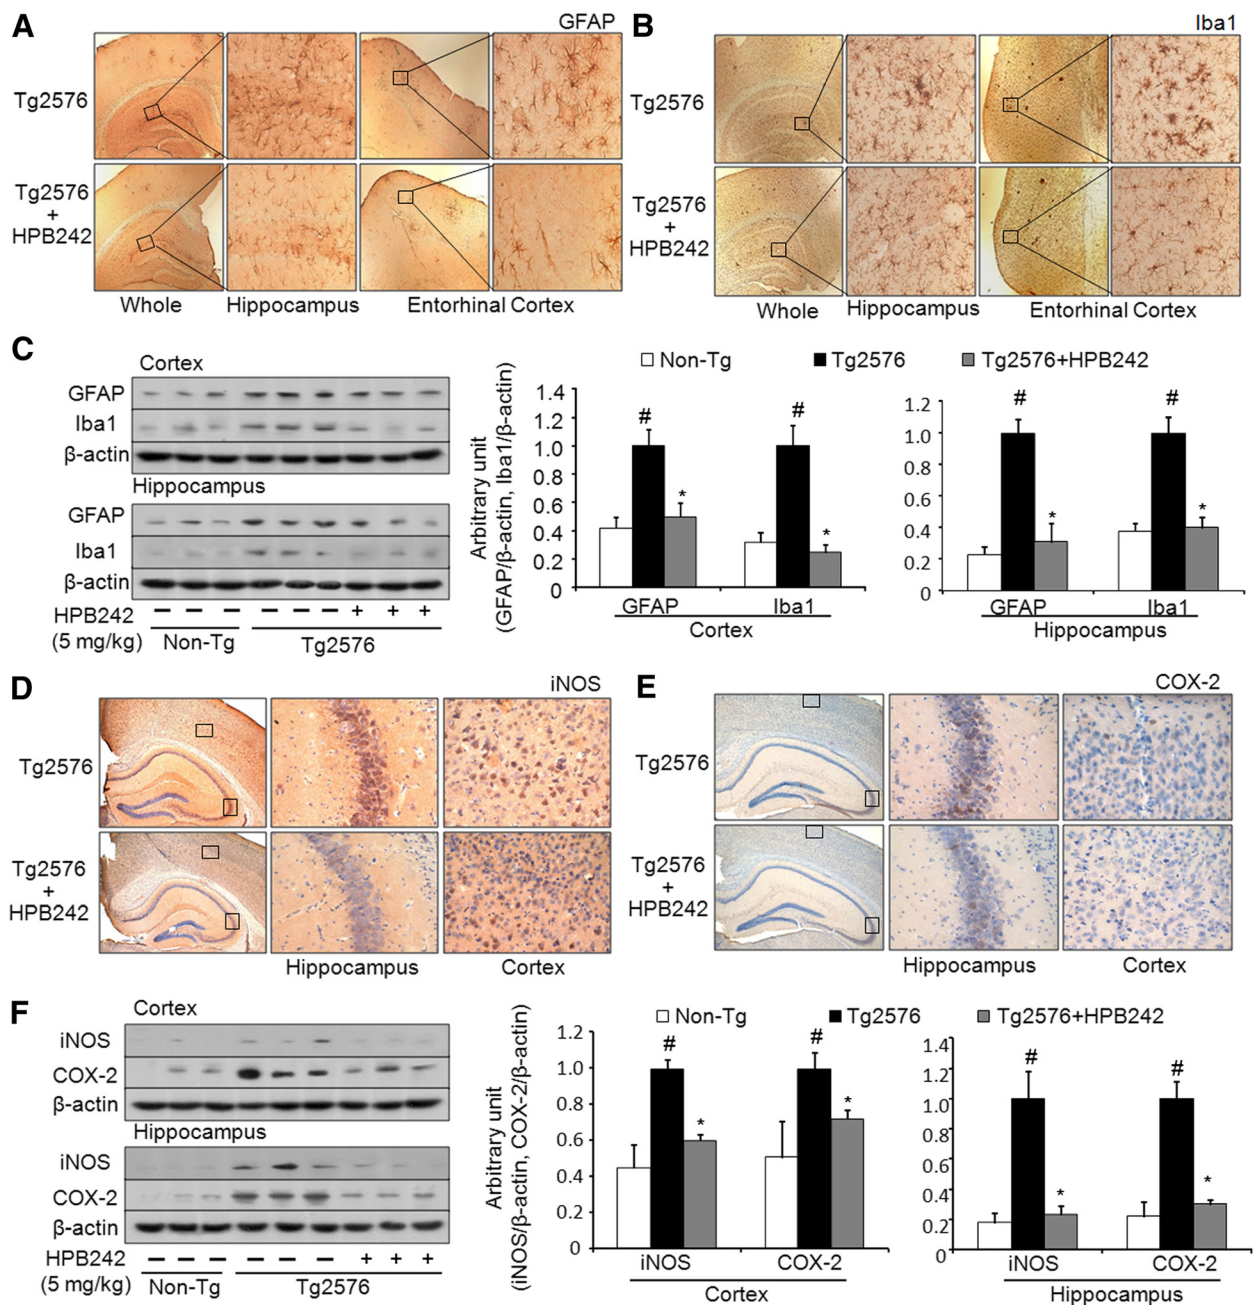 A
GFAP
Tg2576
Tg2576
+
HPB242
Whole
Hippocampus
Entorhinal Cortex
B
Iba1
Tg2576
Tg2576
+
HPB242
Whole
Hippocampus
Entorhinal Cortex
C
Cortex
GFAP
Iba1
β-actin
Hippocampus
GFAP
Iba1
β-actin
HPB242 − − − − − − + + +
(5 mg/kg) Non-Tg Tg2576
Non-Tg Tg2576 Tg2576+HPB242
Arbitrary unit
(GFAP/β-actin, Iba1/β-actin)
1.4
1.2
1.0
0.8
0.6
0.4
0.2
0
# * # *
GFAP Iba1
Cortex
1.2
1.0
0.8
0.6
0.4
0.2
0
# * # *
GFAP Iba1
Hippocampus
D
iNOS
Tg2576
Tg2576
+
HPB242
Hippocampus
Cortex
E
COX-2
Tg2576
Tg2576
+
HPB242
Hippocampus
Cortex
F
Cortex
iNOS
COX-2
β-actin
Hippocampus
iNOS
COX-2
β-actin
HPB242 − − − − − − + + +
(5 mg/kg) Non-Tg Tg2576
Non-Tg Tg2576 Tg2576+HPB242
Arbitrary unit
(iNOS/β-actin, COX-2/β-actin)
1.2
1.0
0.8
0.6
0.4
0.2
0
# * # *
iNOS COX-2
Cortex
1.4
1.2
1.0
0.8
0.6
0.4
0.2
0
# * # *
iNOS COX-2
Hippocampus